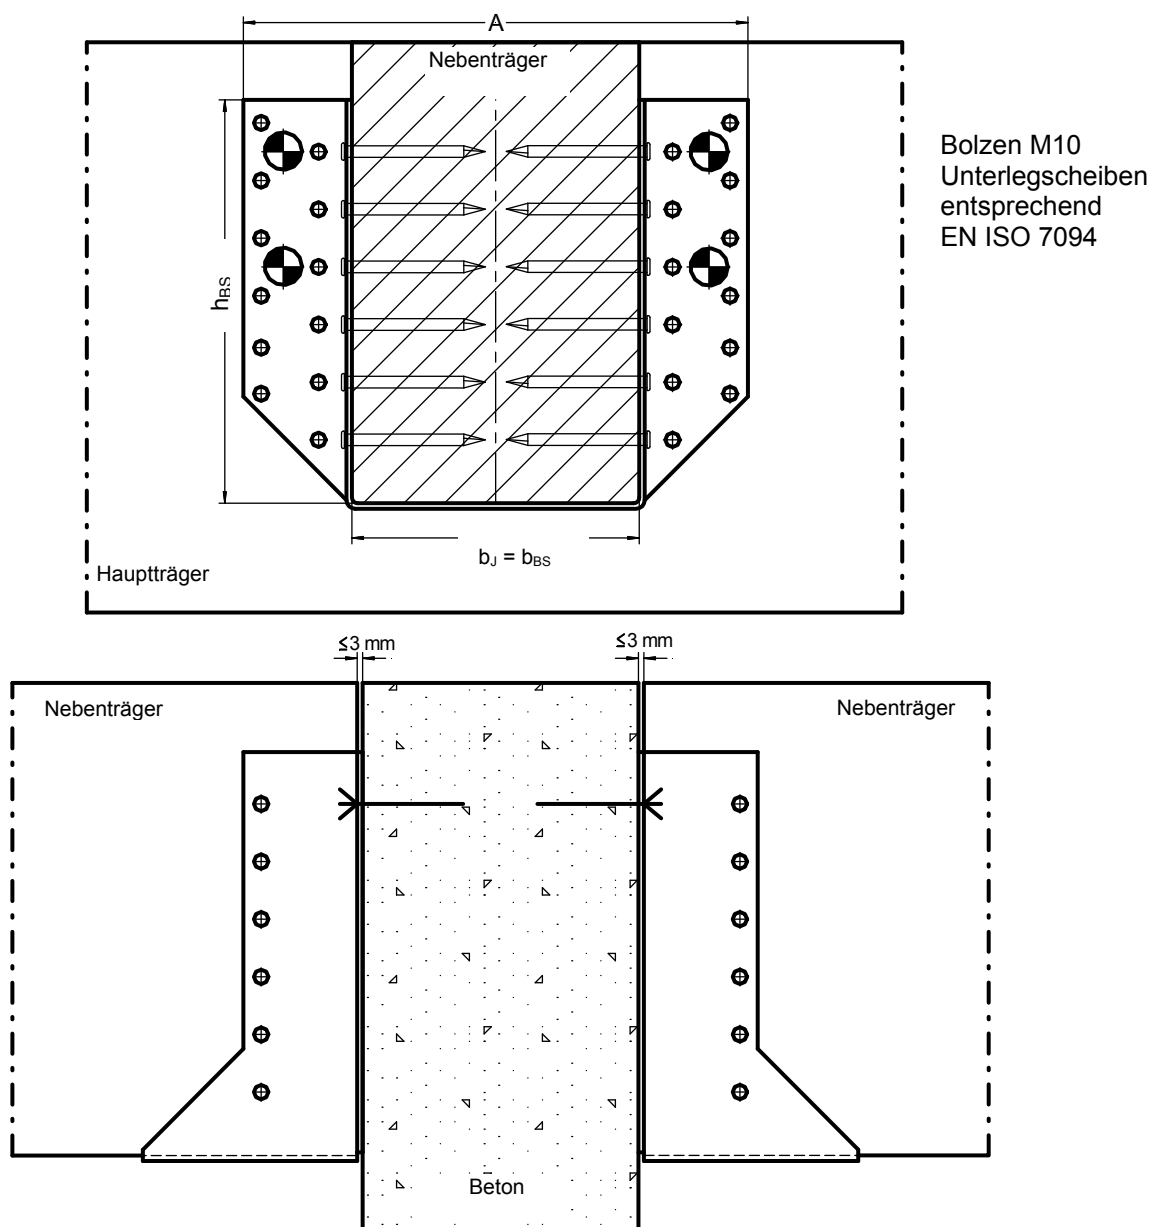 A
Nebenträger
Bolzen M10
Unterlegscheiben
entsprechend
EN ISO 7094
hBS
bJ = bBS
Hauptträger
≤3 mm
≤3 mm
Nebenträger
Nebenträger
Beton